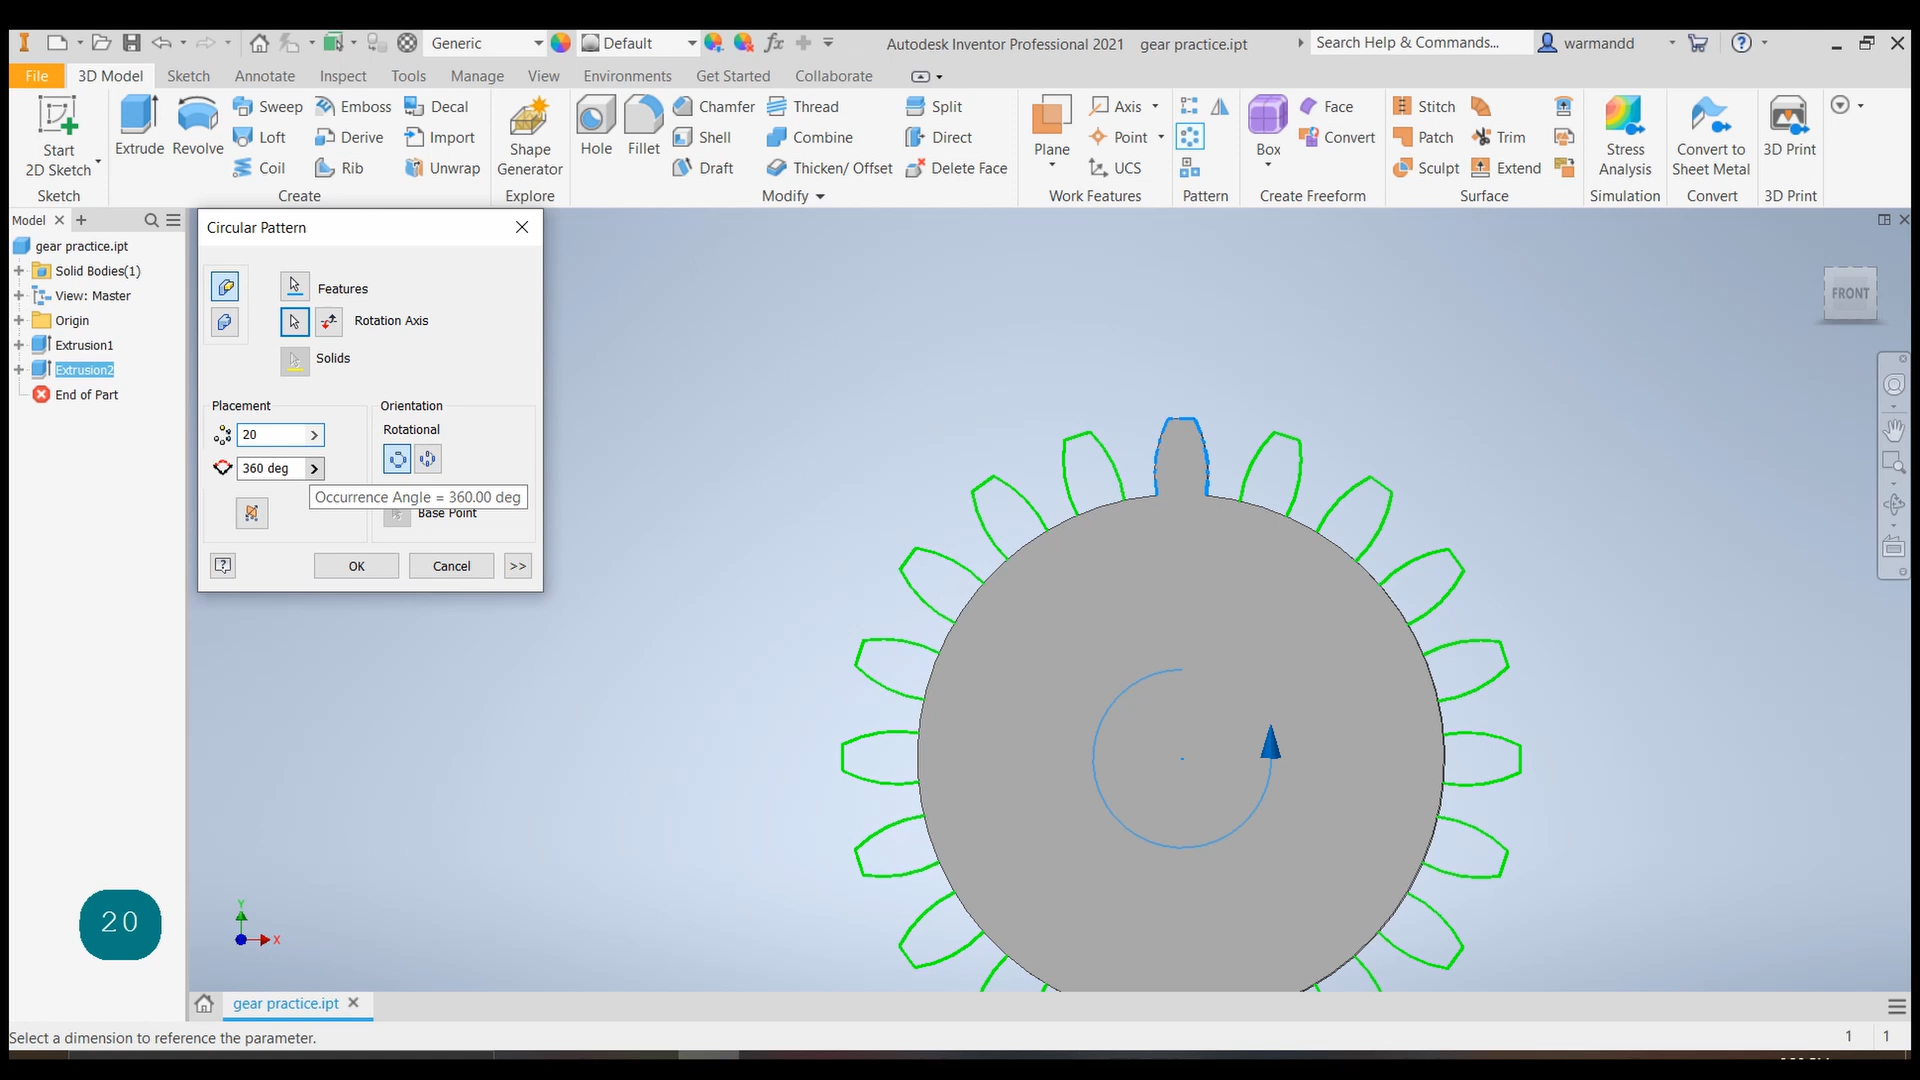 Generic
Default
Autodesk Inventor Professional 2021 gear practice.ipt
Search Help & Commands...
warmandd
File 3D Model Sketch Annotate Inspect Tools Manage View Environments Get Started Collaborate
Start
2D Sketch
Sketch
Extrude
Revolve
Sweep
Loft
Coil
Emboss
Derive
Rib
Decal
Import
Unwrap
Create
Shape
Generator
Explore
Hole
Fillet
Chamfer
Shell
Draft
Thread
Combine
Thicken/ Offset
Split
Direct
Delete Face
Modify
Plane
Axis
Point
UCS
Work Features
Pattern
Box
Face
Convert
Create Freeform
Stitch
Patch
Sculpt
Trim
Extend
Surface
Stress
Analysis
Simulation
Convert to
Sheet Metal
Convert
3D Print
3D Print
Model
gear practice.ipt
Solid Bodies(1)
View: Master
Origin
Extrusion1
Extrusion2
End of Part
Circular Pattern
Features
Rotation Axis
Solids
Placement
20
360 deg
Orientation
Rotational
Occurrence Angle = 360.00 deg
Base Point
OK
Cancel
>>
FRONT
20
Y
X
gear practice.ipt
Select a dimension to reference the parameter.
1 1